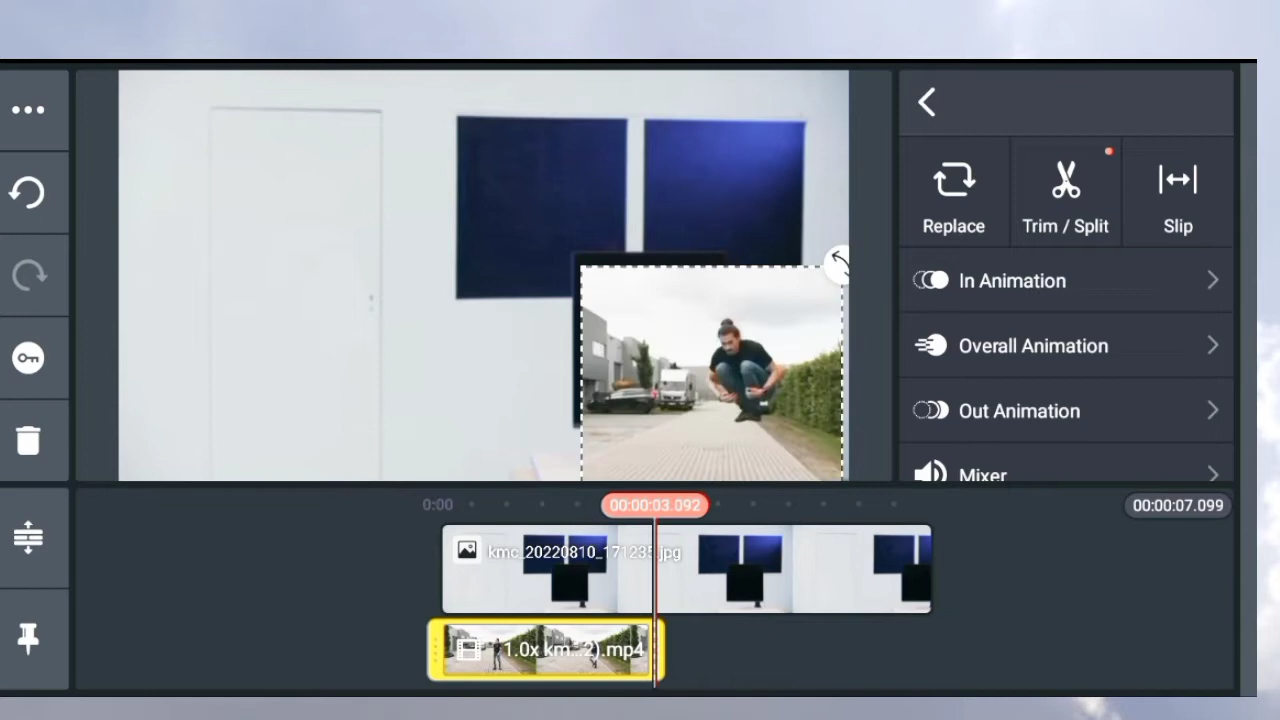 Replace
Trim / Split
Slip
In Animation
Overall Animation
Out Animation
Mixer
0:00
00:00:03.092
00:00:07.099
kmc_20220810_171235.jpg
1.0x km...2).mp4